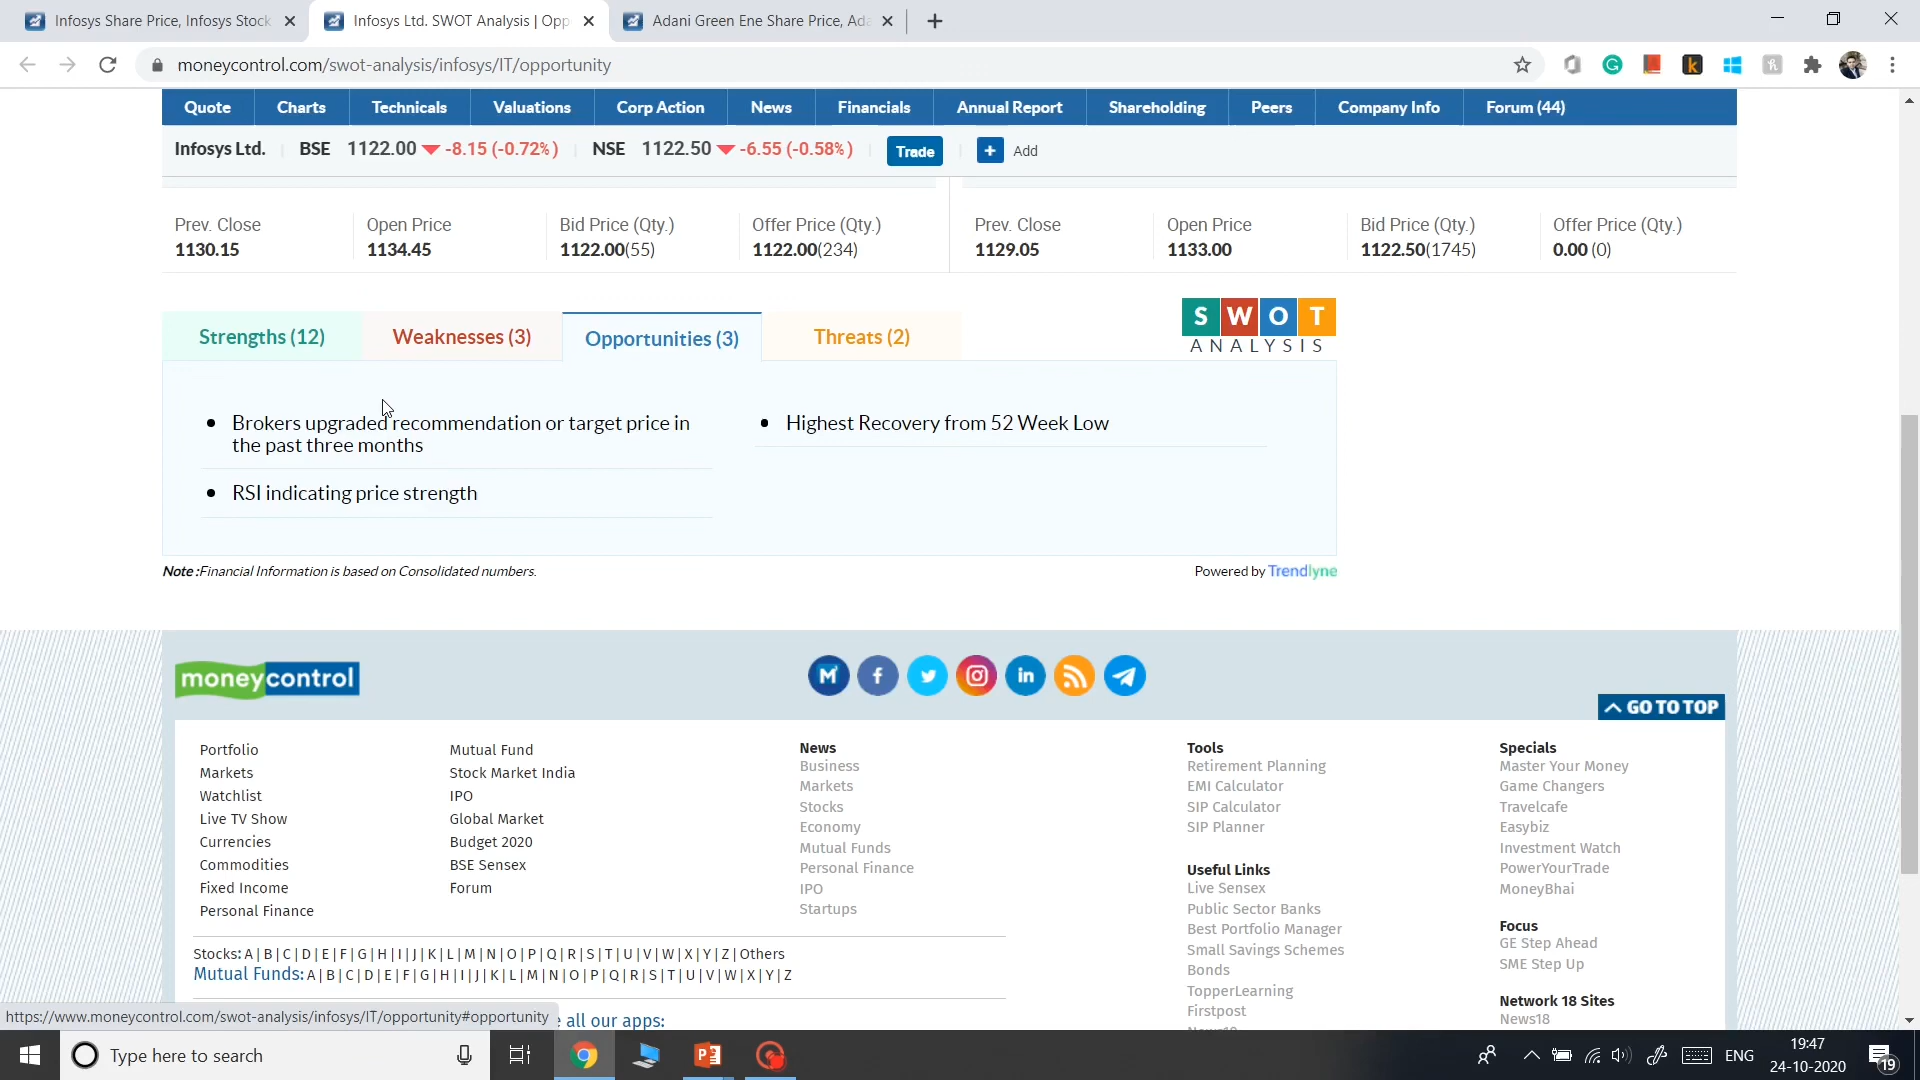 Infosys Share Price, Infosys Stock
Infosys Ltd. SWOT Analysis | Opp
Adani Green Ene Share Price, Ada
moneycontrol.com/swot-analysis/infosys/IT/opportunity
Quote Charts Technicals Valuations Corp Action News Financials Annual Report Shareholding Peers Company Info Forum (44)
Infosys Ltd. BSE 1122.00 -8.15 (-0.72%) NSE 1122.50 -6.55 (-0.58%) Trade + Add
Prev. Close Open Price Bid Price (Qty.) Offer Price (Qty.) Prev. Close Open Price Bid Price (Qty.) Offer Price (Qty.)
1130.15 1134.45 1122.00(55) 1122.00(234) 1129.05 1133.00 1122.50(1745) 0.00 (0)
SWOT
ANALYSIS
Strengths (12) Weaknesses (3) Opportunities (3) Threats (2)
Brokers upgraded recommendation or target price in
the past three months
RSI indicating price strength
Highest Recovery from 52 Week Low
Note :Financial Information is based on Consolidated numbers.
Powered by Trendlyne
moneycontrol
GO TO TOP
Portfolio
Markets
Watchlist
Live TV Show
Currencies
Commodities
Fixed Income
Personal Finance
Mutual Fund
Stock Market India
IPO
Global Market
Budget 2020
BSE Sensex
Forum
News
Business
Markets
Stocks
Economy
Mutual Funds
Personal Finance
IPO
Startups
Tools
Retirement Planning
EMI Calculator
SIP Calculator
SIP Planner
Useful Links
Live Sensex
Public Sector Banks
Best Portfolio Manager
Small Savings Schemes
Bonds
TopperLearning
Firstpost
Specials
Master Your Money
Game Changers
Travelcafe
Easybiz
Investment Watch
PowerYourTrade
MoneyBhai
Focus
GE Step Ahead
SME Step Up
Network 18 Sites
News18
Stocks: A | B | C | D | E | F | G | H | I | J | K | L | M | N | O | P | Q | R | S | T | U | V | W | X | Y | Z | Others
Mutual Funds: A | B | C | D | E | F | G | H | I | J | K | L | M | N | O | P | Q | R | S | T | U | V | W | X | Y | Z
https://www.moneycontrol.com/swot-analysis/infosys/IT/opportunity#opportunity
all our apps:
Type here to search
ENG
19:47
24-10-2020
19